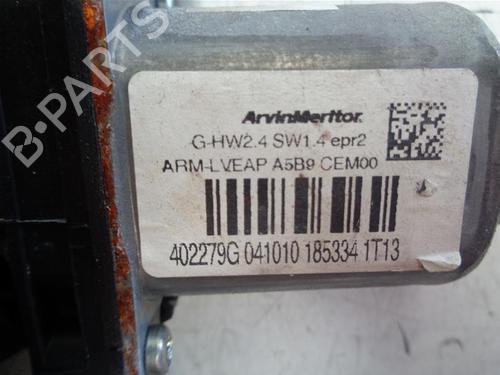 B-PARTS
ArvinMeritor
G-HW2.4 SW1.4 epr2
ARM-LVEAP A5B9 CEM00
402279G 041010 185334 1T13